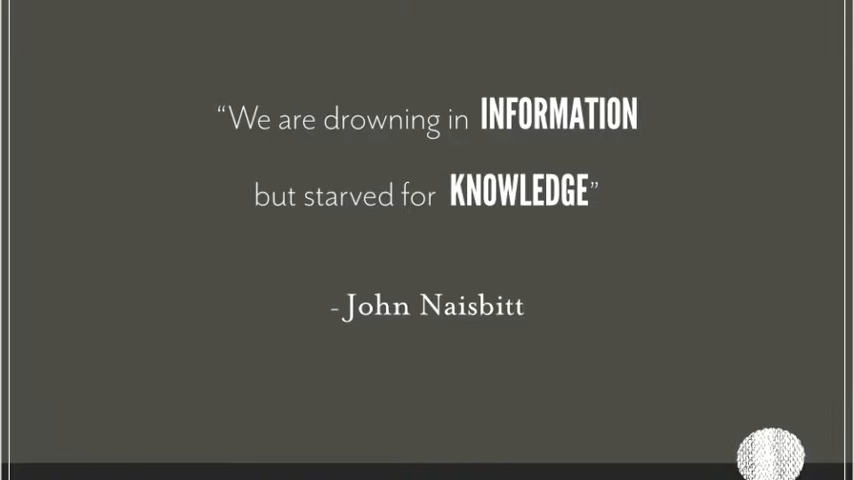 “We are drowning in INFORMATION
but starved for KNOWLEDGE”
- John Naisbitt